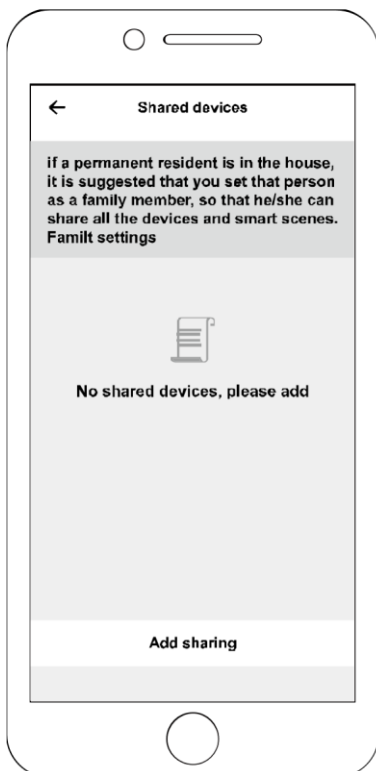 Shared devices
if a permanent resident is in the house,
it is suggested that you set that person
as a family member, so that he/she can
share all the devices and smart scenes.
Familt settings
No shared devices, please add
Add sharing